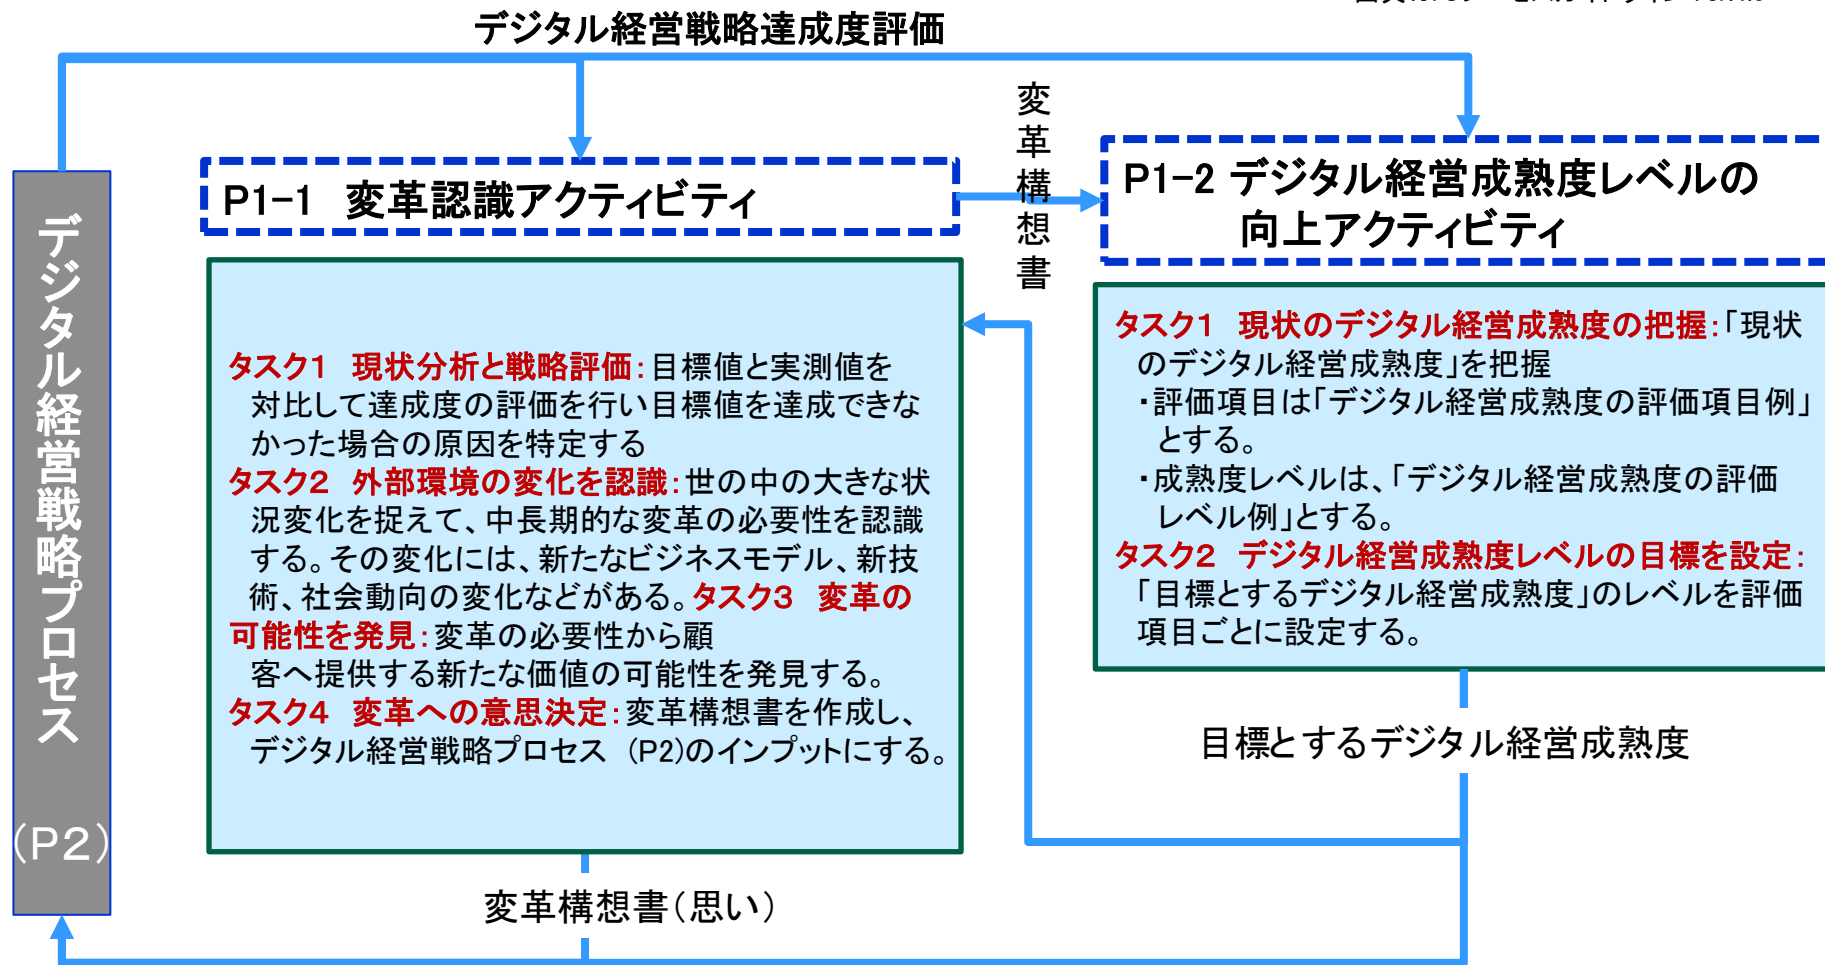 デジタル経営戦略達成度評価
変革構想書
P1-1　変革認識アクティビティ
P1-2 デジタル経営成熟度レベルの
向上アクティビティ
デジタル経営戦略プロセス
（P2）
タスク1　現状分析と戦略評価：目標値と実測値を
対比して達成度の評価を行い目標値を達成できな
かった場合の原因を特定する
タスク2　外部環境の変化を認識：世の中の大きな状
況変化を捉えて、中長期的な変革の必要性を認識
する。その変化には、新たなビジネスモデル、新技
術、社会動向の変化などがある。タスク3　変革の
可能性を発見：変革の必要性から顧
客へ提供する新たな価値の可能性を発見する。
タスク4　変革への意思決定：変革構想書を作成し、
デジタル経営戦略プロセス (P2)のインプットにする。
タスク1　現状のデジタル経営成熟度の把握：「現状
のデジタル経営成熟度」を把握
・評価項目は「デジタル経営成熟度の評価項目例」
とする。
・成熟度レベルは、「デジタル経営成熟度の評価
レベル例」とする。
タスク2　デジタル経営成熟度レベルの目標を設定：
「目標とするデジタル経営成熟度」のレベルを評価
項目ごとに設定する。
目標とするデジタル経営成熟度
変革構想書（思い）